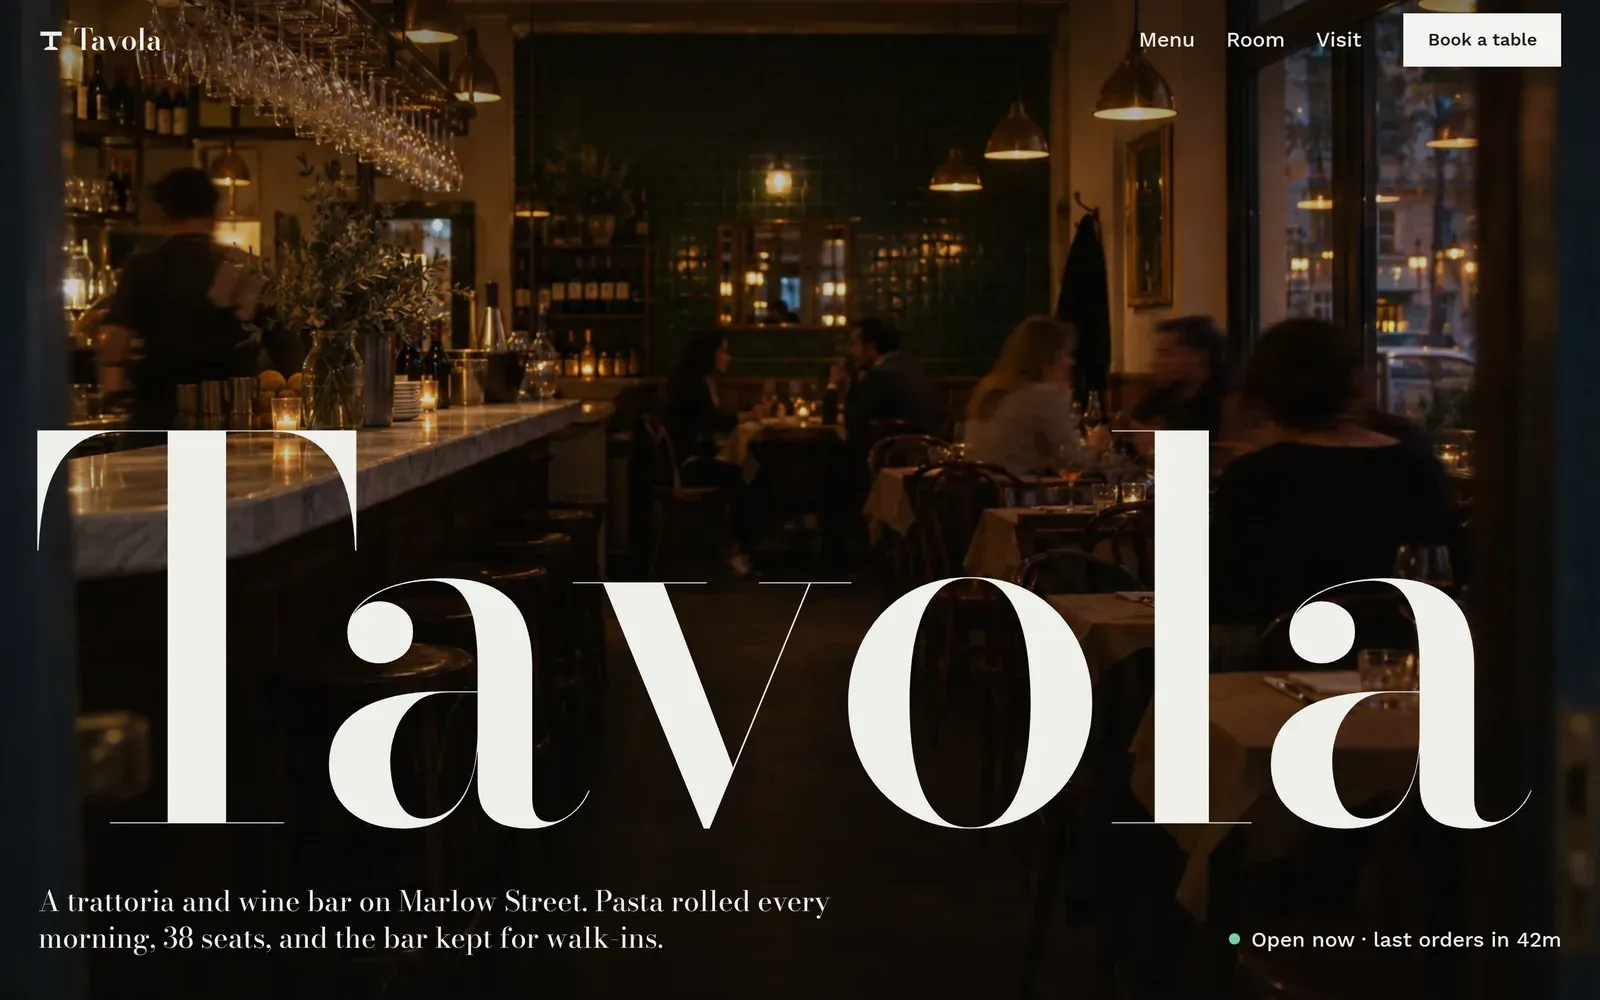 Tavola
Menu Room Visit Book a table
Tavola
A trattoria and wine bar on Marlow Street. Pasta rolled every
morning, 38 seats, and the bar kept for walk-ins.
Open now · last orders in 42m